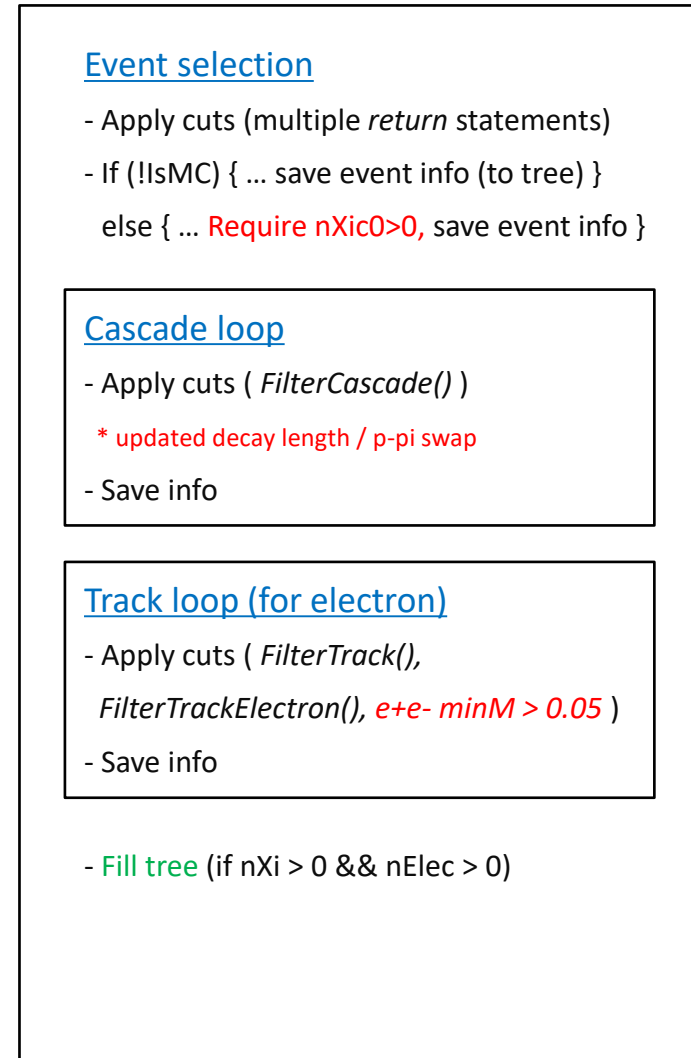 Event selection
- Apply cuts (multiple return statements)
- If (!IsMC) { … save event info (to tree) }
else { … Require nXic0>0, save event info }
Cascade loop
- Apply cuts ( FilterCascade() )
* updated decay length / p-pi swap
- Save info
Track loop (for electron)
- Apply cuts ( FilterTrack(),
FilterTrackElectron(), e+e- minM > 0.05 )
- Save info
- Fill tree (if nXi > 0 && nElec > 0)